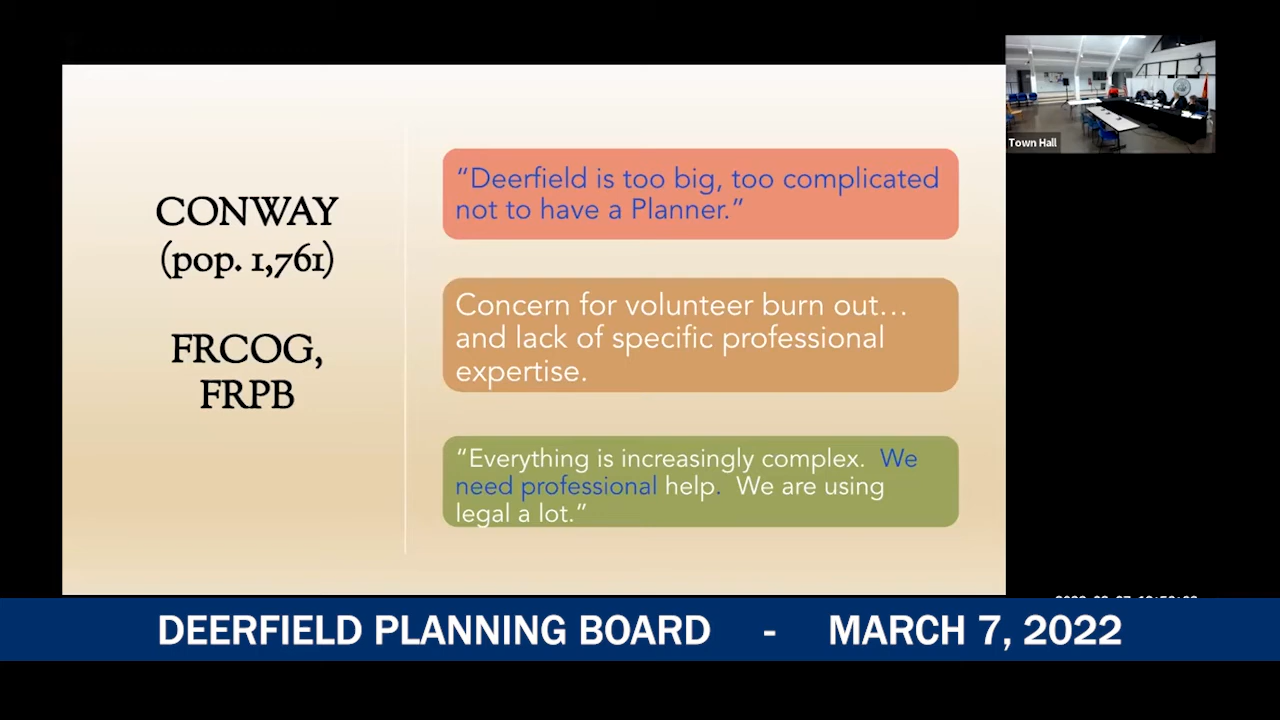 Town Hall
CONWAY
(pop. 1,761)
FRCOG,
FRPB
“Deerfield is too big, too complicated
not to have a Planner.”
Concern for volunteer burn out…
and lack of specific professional
expertise.
“Everything is increasingly complex. We
need professional help. We are using
legal a lot.”
DEERFIELD PLANNING BOARD - MARCH 7, 2022